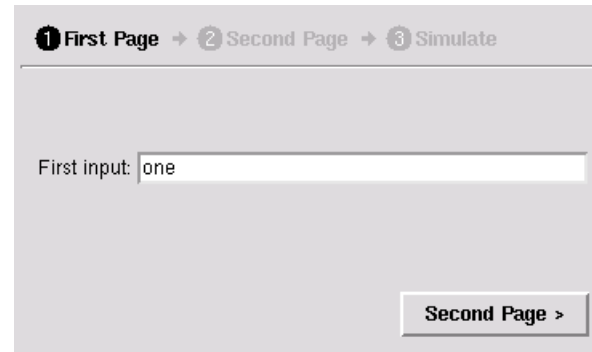 1 First Page → 2 Second Page → 3 Simulate
First input: one
Second Page >